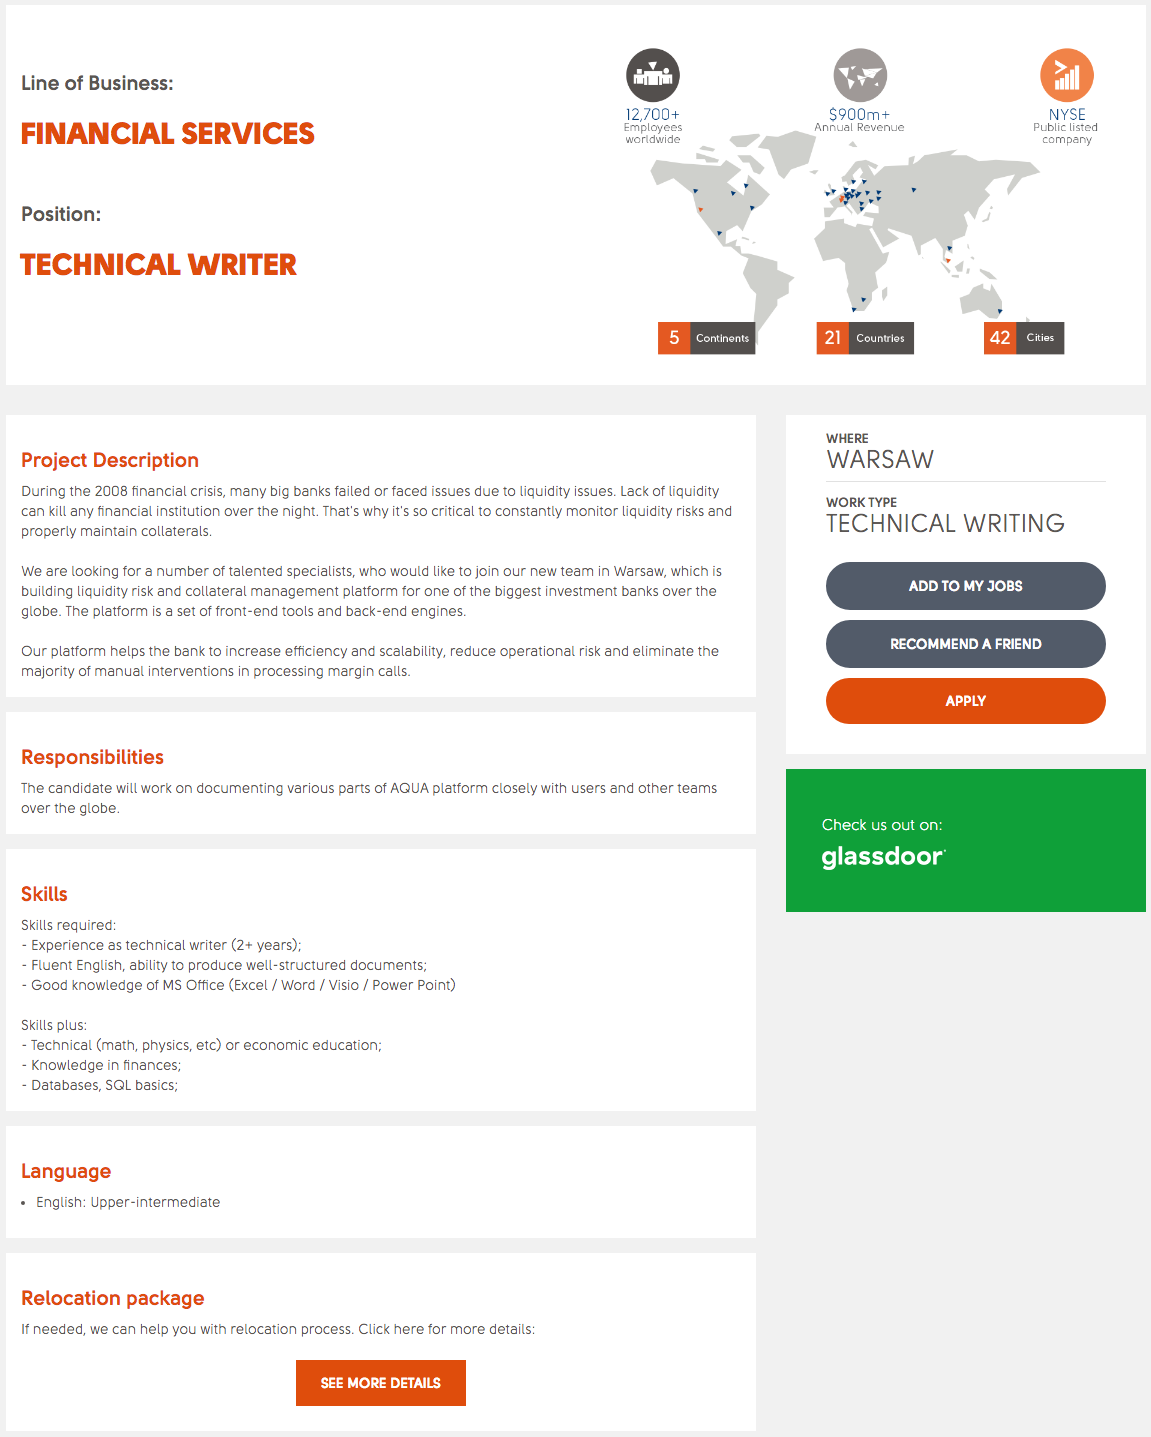 Line of Business:
FINANCIAL SERVICES
Position:
TECHNICAL WRITER
12,700+
Employees
worldwide
$900m+
Annual Revenue
NYSE
Public listed
company
5 Continents
21 Countries
42 Cities
Project Description
During the 2008 financial crisis, many big banks failed or faced issues due to liquidity issues. Lack of liquidity
can kill any financial institution over the night. That's why it's so critical to constantly monitor liquidity risks and
properly maintain collaterals.
We are looking for a number of talented specialists, who would like to join our new team in Warsaw, which is
building liquidity risk and collateral management platform for one of the biggest investment banks over the
globe. The platform is a set of front-end tools and back-end engines.
Our platform helps the bank to increase efficiency and scalability, reduce operational risk and eliminate the
majority of manual interventions in processing margin calls.
Responsibilities
The candidate will work on documenting various parts of AQUA platform closely with users and other teams
over the globe.
Skills
Skills required:
- Experience as technical writer (2+ years);
- Fluent English, ability to produce well-structured documents;
- Good knowledge of MS Office (Excel / Word / Visio / Power Point)
Skills plus:
- Technical (math, physics, etc) or economic education;
- Knowledge in finances;
- Databases, SQL basics;
Language
• English: Upper-intermediate
Relocation package
If needed, we can help you with relocation process. Click here for more details:
SEE MORE DETAILS
WHERE
WARSAW
WORK TYPE
TECHNICAL WRITING
ADD TO MY JOBS
RECOMMEND A FRIEND
APPLY
Check us out on:
glassdoor